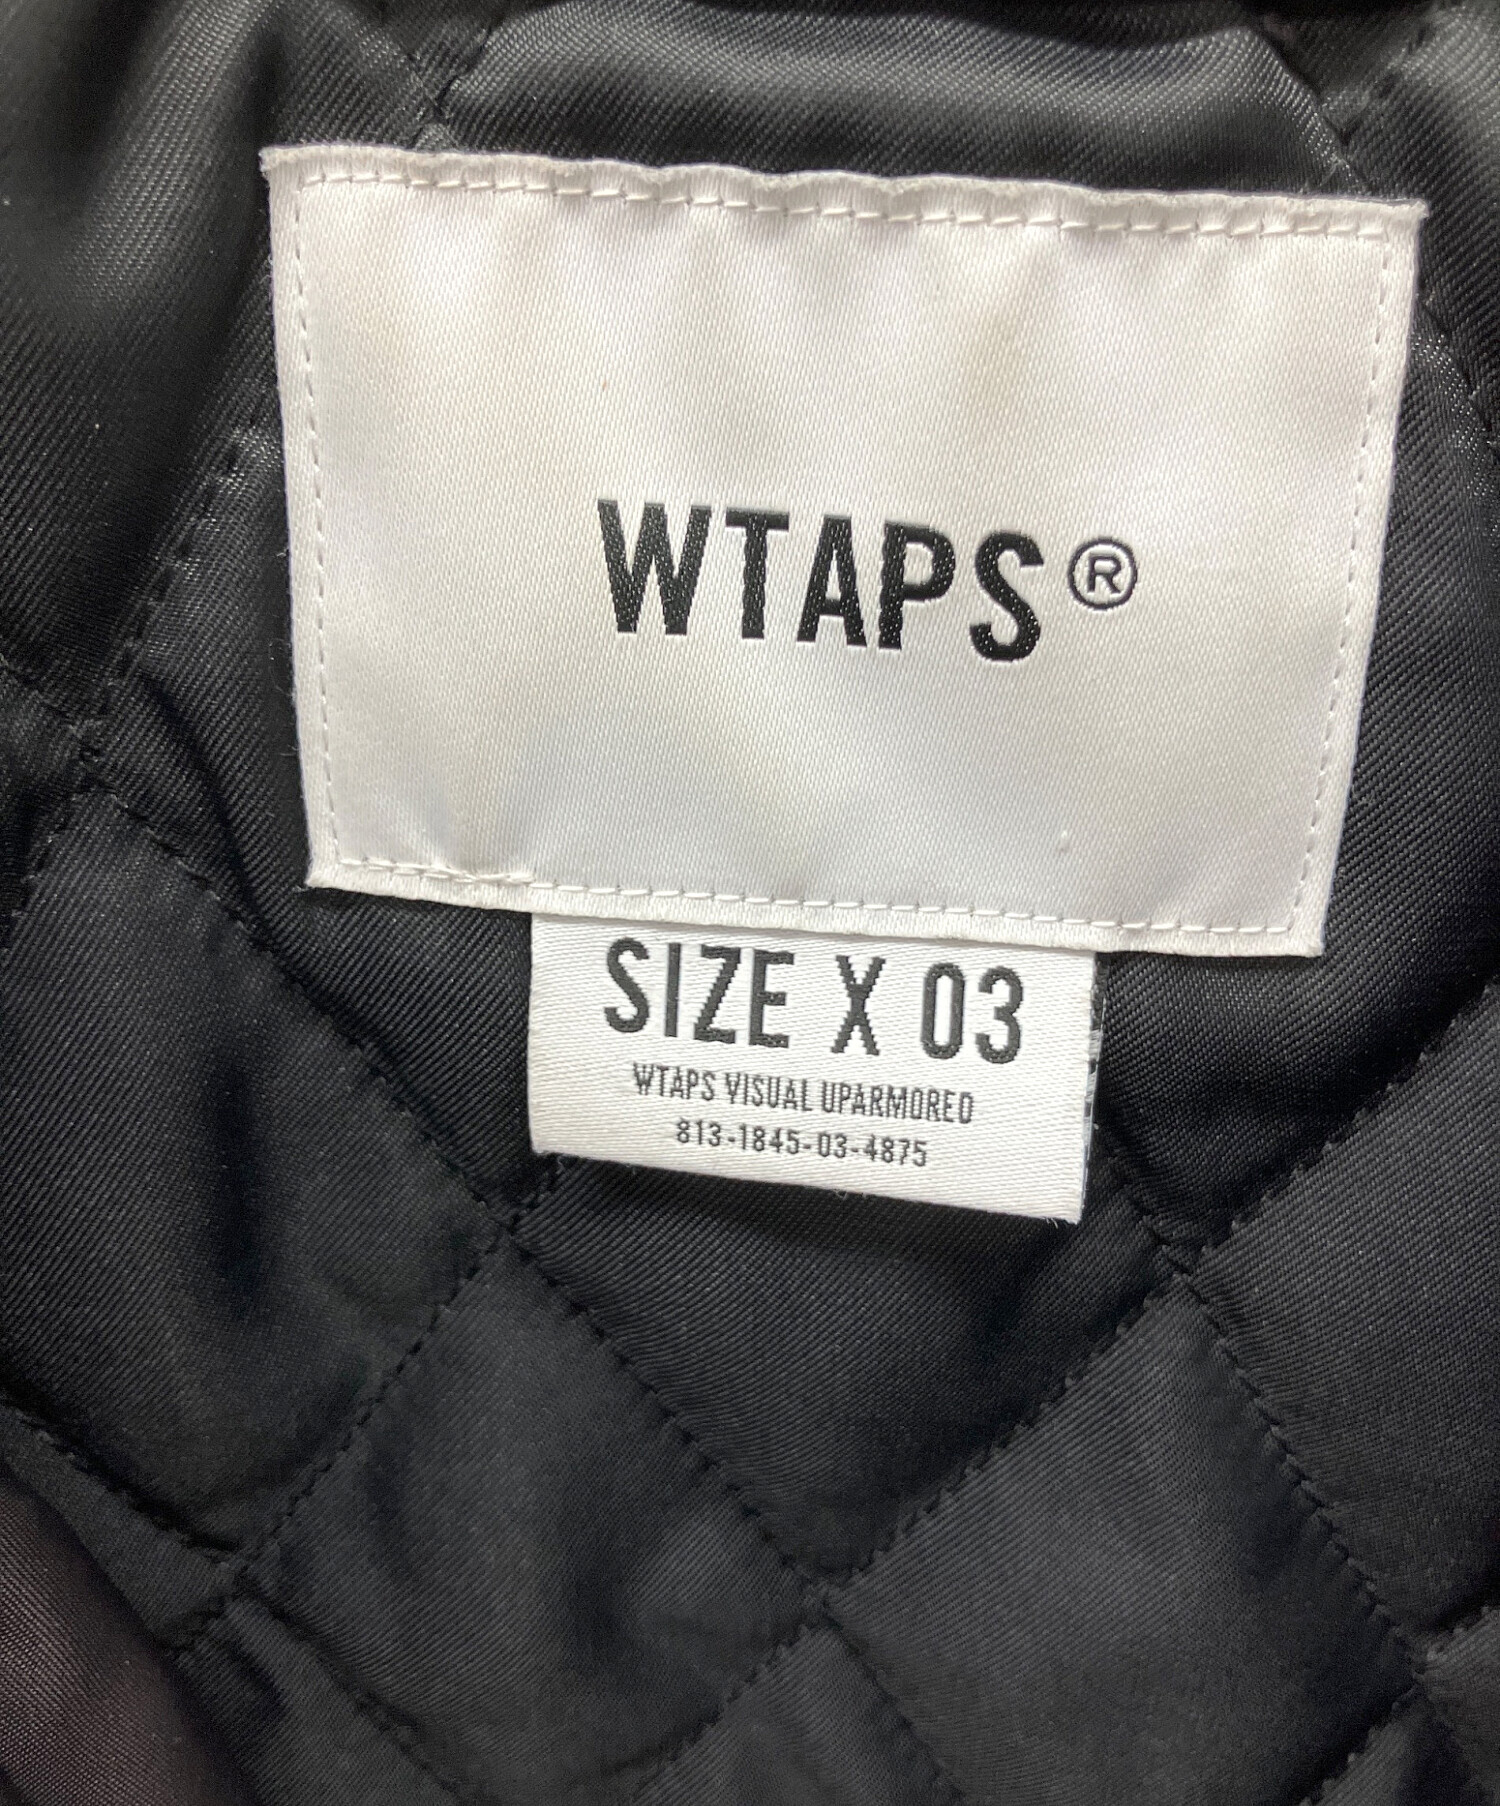 WTAPS®
SIZE X 03
WTAPS VISUAL UPARMORED
813-1845-03-4875